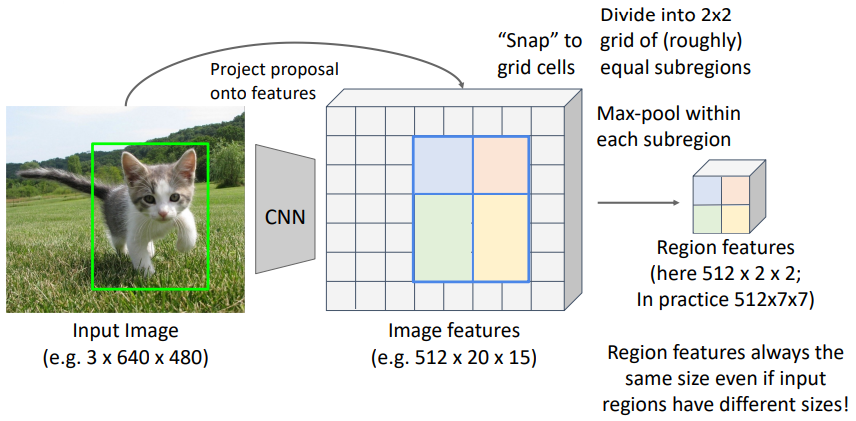 Project proposal
onto features
"Snap" to
grid cells
Divide into 2x2
grid of (roughly)
equal subregions
Max-pool within
each subregion
CNN
Input Image
(e.g. 3 x 640 x 480)
Image features
(e.g. 512 x 20 x 15)
Region features
(here 512 x 2 x 2;
In practice 512x7x7)
Region features always the
same size even if input
regions have different sizes!